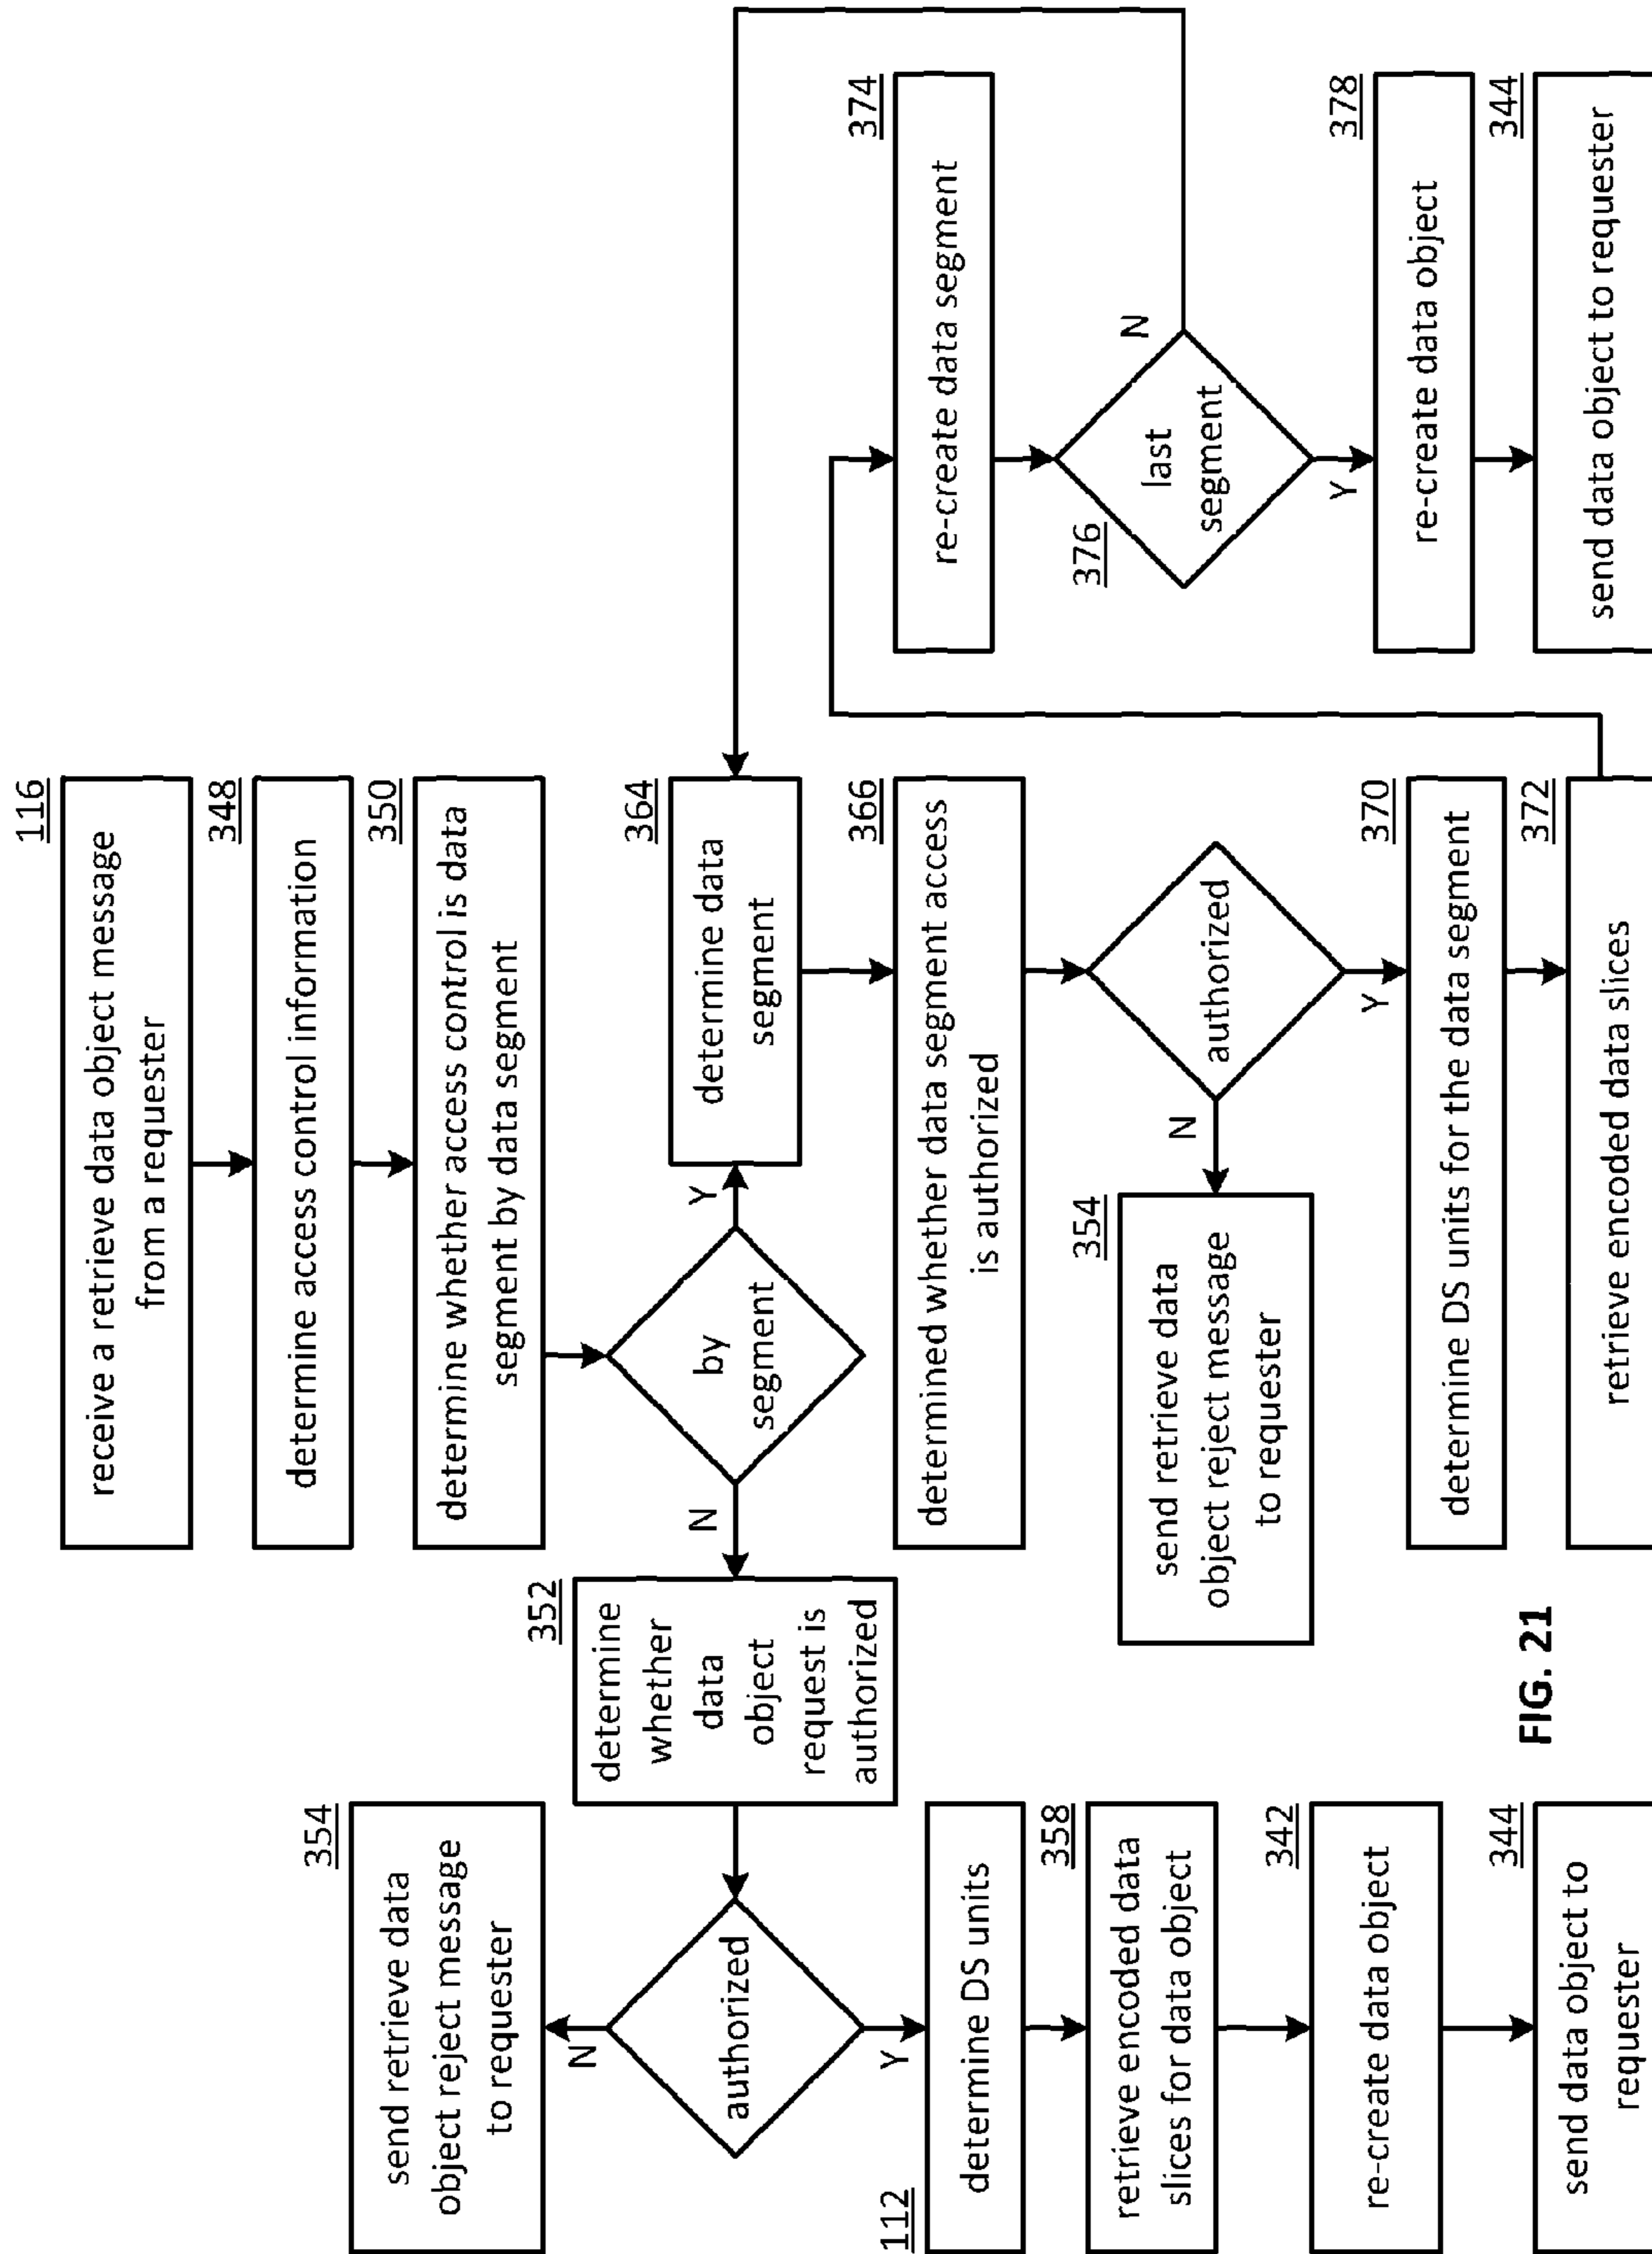 116
receive a retrieve data object message
from a requester
348
determine access control information
350
determine whether access control is data
segment by data segment
by
segment
N
Y
352
determine
whether
data
object
request is
authorized
authorized
N
354
send retrieve data
object reject message
to requester
Y
112
determine DS units
358
retrieve encoded data
slices for data object
342
re-create data object
344
send data object to
requester
364
determine data
segment
366
determined whether data segment access
is authorized
authorized
N
354
send retrieve data
object reject message
to requester
Y
370
determine DS units for the data segment
372
retrieve encoded data slices
374
re-create data segment
376
last
segment
N
Y
378
re-create data object
344
send data object to requester
FIG. 21